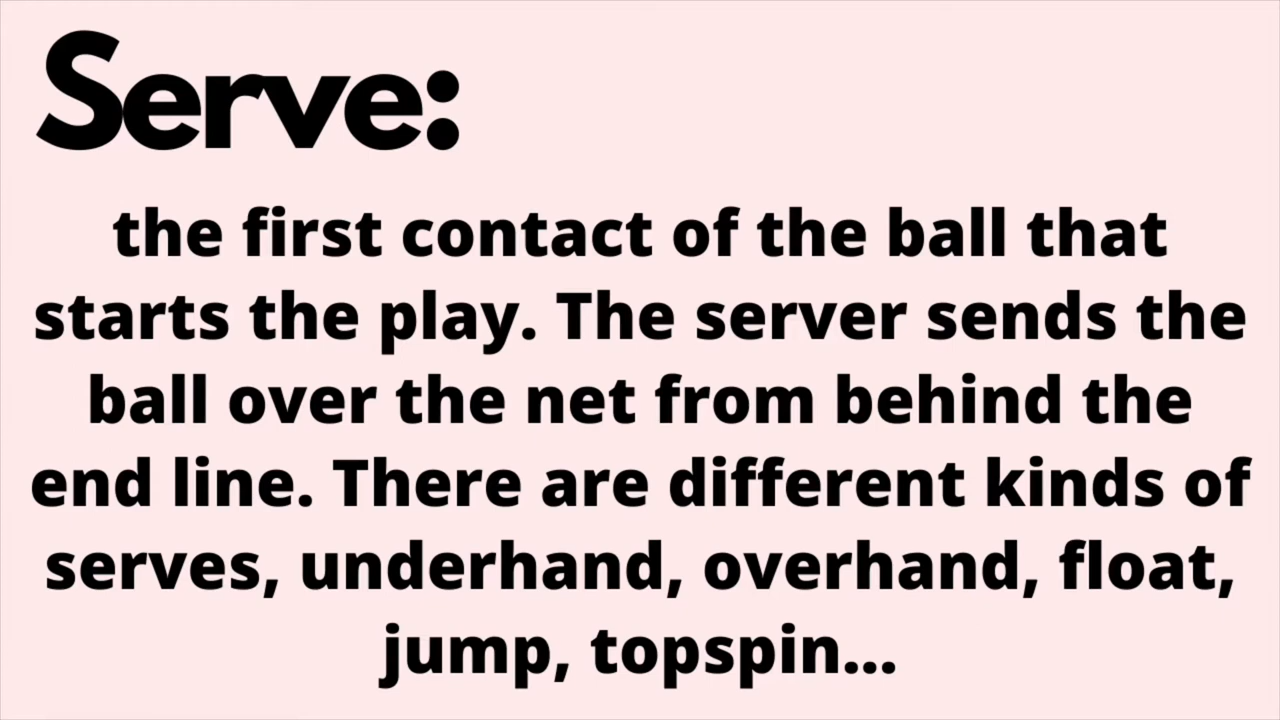 Serve:
the first contact of the ball that
starts the play. The server sends the
ball over the net from behind the
end line. There are different kinds of
serves, underhand, overhand, float,
jump, topspin...